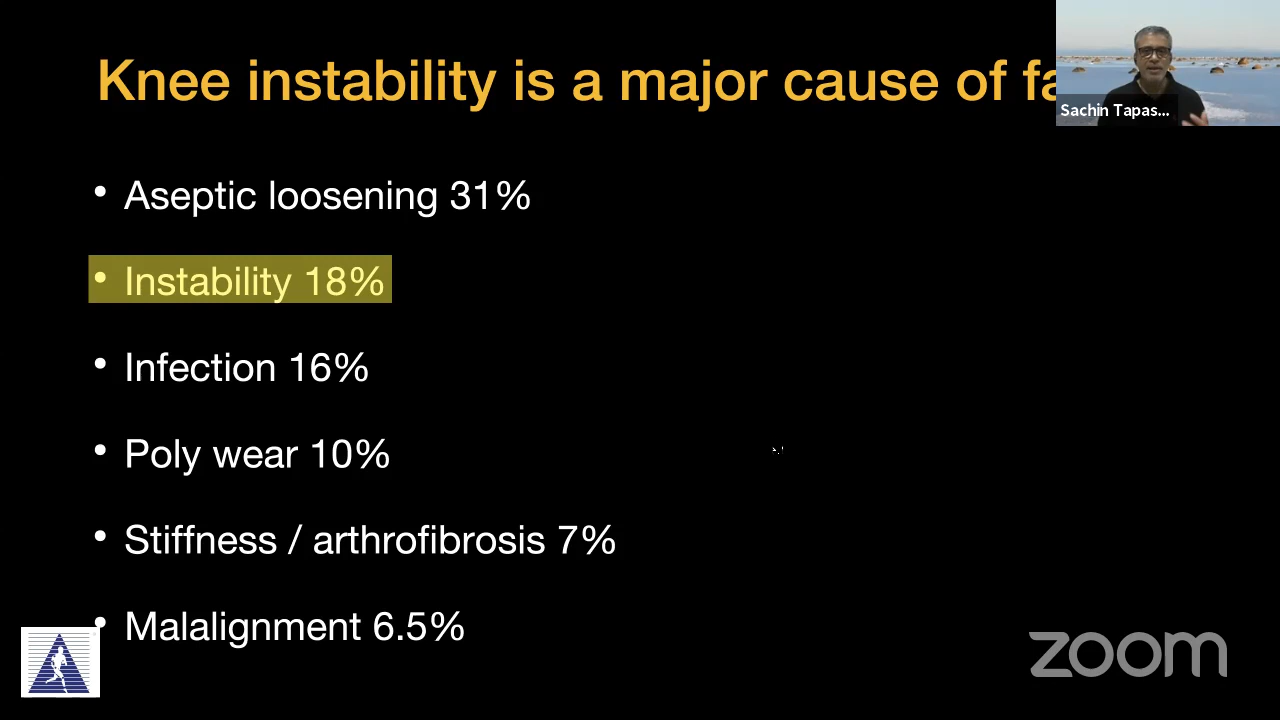 Knee instability is a major cause of
Sachin Tapas...
• Aseptic loosening 31%
• Instability 18%
• Infection 16%
• Poly wear 10%
• Stiffness / arthrofibrosis 7%
• Malalignment 6.5%
zoom